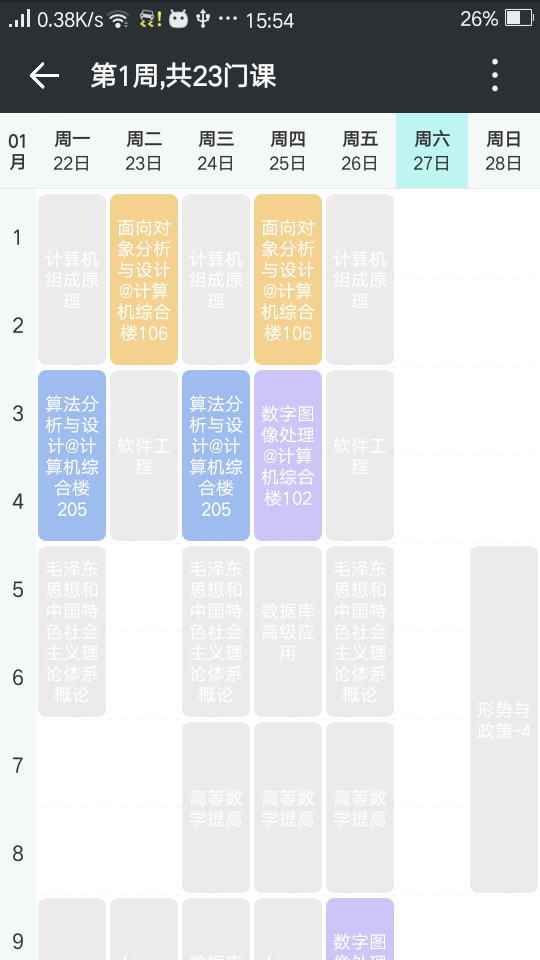 0.38K/s
15:54
26%
第1周,共23门课
01
月
周一
22日
周二
23日
周三
24日
周四
25日
周五
26日
周六
27日
周日
28日
1
2
3
4
5
6
7
8
9
计算机
组成原
理
面向对
象分析
与设计
@计算
机综合
楼106
计算机
组成原
理
面向对
象分析
与设计
@计算
机综合
楼106
计算机
组成原
理
算法分
析与设
计@计
算机综
合楼
205
软件工
程
算法分
析与设
计@计
算机综
合楼
205
数字图
像处理
@计算
机综合
楼102
软件工
程
毛泽东
思想和
中国特
色社会
主义理
论体系
概论
毛泽东
思想和
中国特
色社会
主义理
论体系
概论
数据库
高级应
用
毛泽东
思想和
中国特
色社会
主义理
论体系
概论
形势与
政策-4
高等数
学提高
高等数
学提高
高等数
学提高
数据库
数字图
像处理